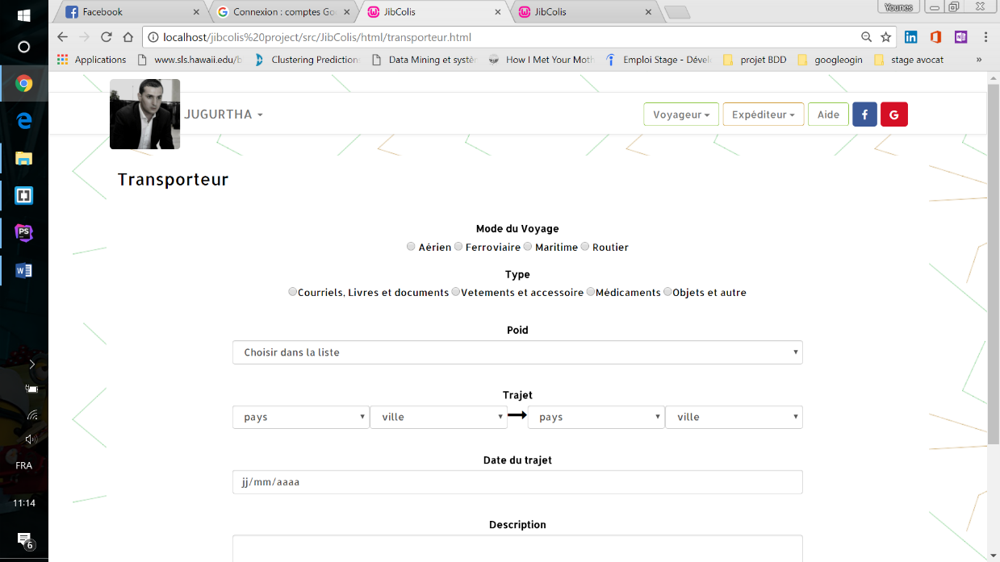 Facebook
Connexion : comptes Go
JibColis
JibColis
Younes
localhost/jibcolis%20project/src/JibColis/html/transporteur.html
Applications
www.sls.hawaii.edu/b
Clustering Prediction
Data Mining et systèr
How I Met Your Moth
Emploi Stage - Dével
projet BDD
googleogin
stage avocat
»
JUGURTHA
Voyageur
Expéditeur
Aide
f
G
Transporteur
Mode du Voyage
Aérien Ferroviaire Maritime Routier
Type
Courriels, Livres et documents Vetements et accessoire Médicaments Objets et autre
Poid
Choisir dans la liste
Trajet
pays ville pays ville
Date du trajet
jj/mm/aaaa
Description
PS
W
FRA
11:14
6